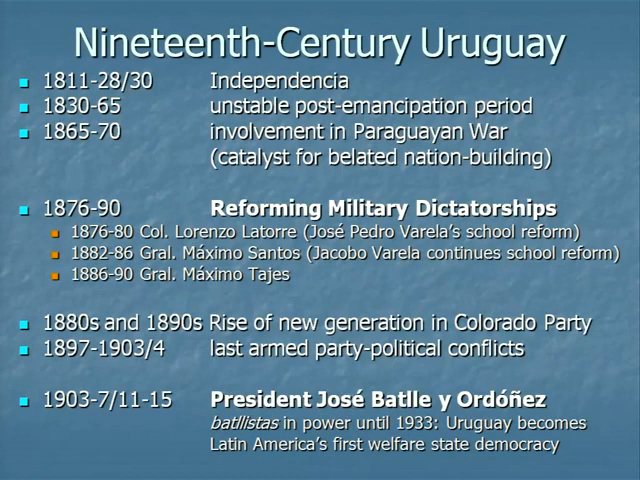 Nineteenth-Century Uruguay
1811-28/30 Independencia
1830-65 unstable post-emancipation period
1865-70 involvement in Paraguayan War
(catalyst for belated nation-building)
1876-90 Reforming Military Dictatorships
1876-80 Col. Lorenzo Latorre (José Pedro Varela's school reform)
1882-86 Gral. Máximo Santos (Jacobo Varela continues school reform)
1886-90 Gral. Máximo Tajes
1880s and 1890s Rise of new generation in Colorado Party
1897-1903/4 last armed party-political conflicts
1903-7/11-15 President José Batlle y Ordóñez
batllistas in power until 1933: Uruguay becomes
Latin America's first welfare state democracy